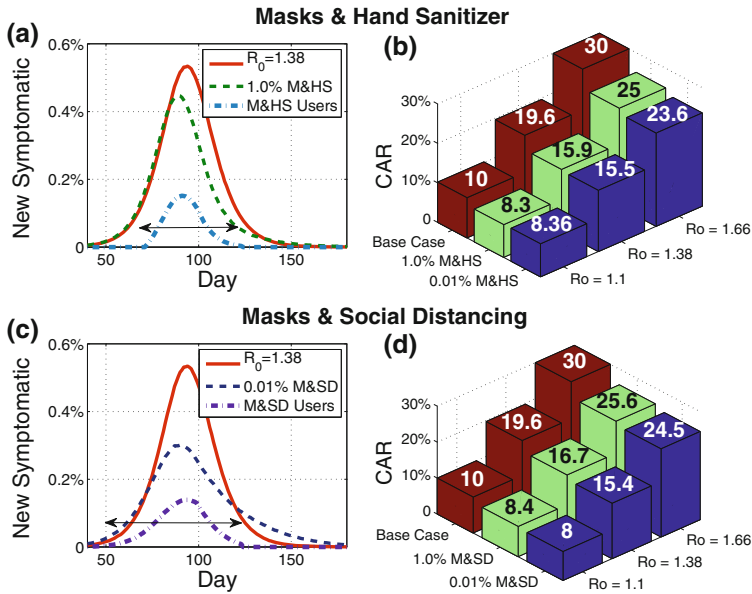 Masks & Hand Sanitizer
(a)
New Symptomatic
0.6%
0.4%
0.2%
0
50
100
150
Day
R0=1.38
1.0% M&HS
M&HS Users
(b)
CAR
30%
20%
10%
0
30
25
23.6
19.6
15.9
15.5
10
8.3
8.36
Base Case
1.0% M&HS
0.01% M&HS
Ro = 1.66
Ro = 1.38
Ro = 1.1
Masks & Social Distancing
(c)
New Symptomatic
0.6%
0.4%
0.2%
0
50
100
150
Day
R0=1.38
0.01% M&SD
M&SD Users
(d)
CAR
30%
20%
10%
0
30
25.6
24.5
19.6
16.7
15.4
10
8.4
8
Base Case
1.0% M&SD
0.01% M&SD
Ro = 1.66
Ro = 1.38
Ro = 1.1